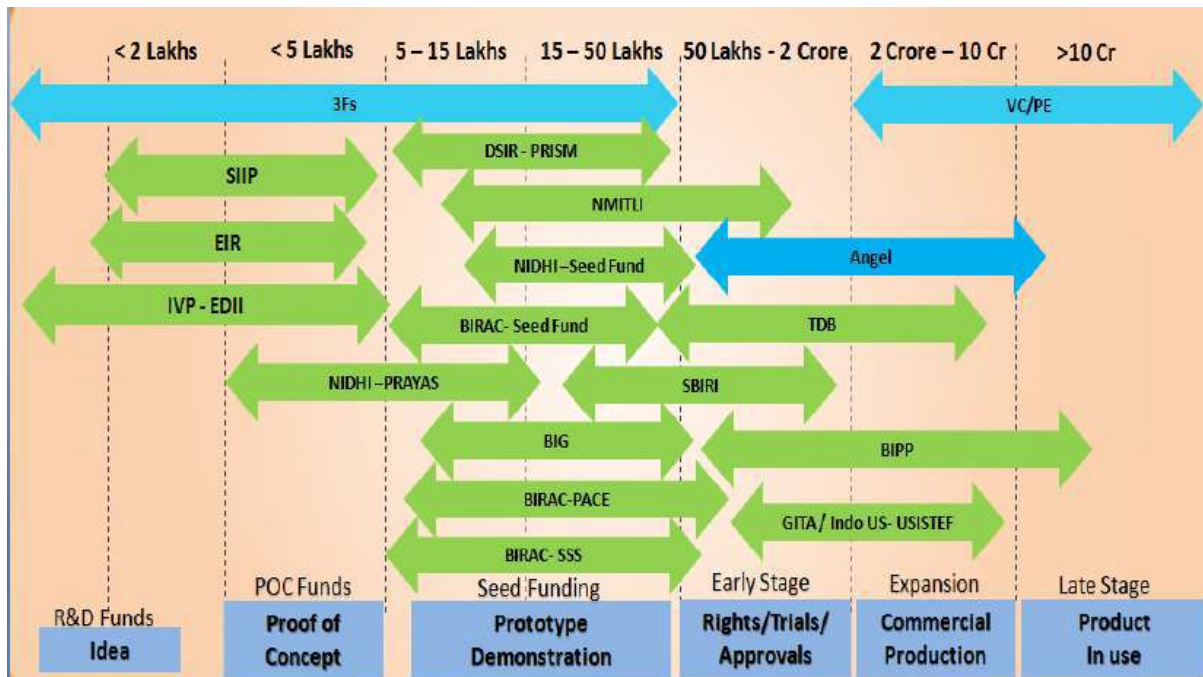 < 2 Lakhs < 5 Lakhs 5 – 15 Lakhs 15 – 50 Lakhs 50 Lakhs - 2 Crore 2 Crore – 10 Cr >10 Cr
3Fs VC/PE
DSIR - PRISM
SIIP
NMITLI
EIR
NIDHI –Seed Fund Angel
IVP - EDII
BIRAC- Seed Fund TDB
NIDHI –PRAYAS SBIRI
BIG BIPP
BIRAC-PACE
GITA / Indo US- USISTEF
BIRAC- SSS
POC Funds Seed Funding Early Stage Expansion Late Stage
R&D Funds
Idea
Proof of
Concept
Prototype
Demonstration
Rights/Trials/
Approvals
Commercial
Production
Product
In use